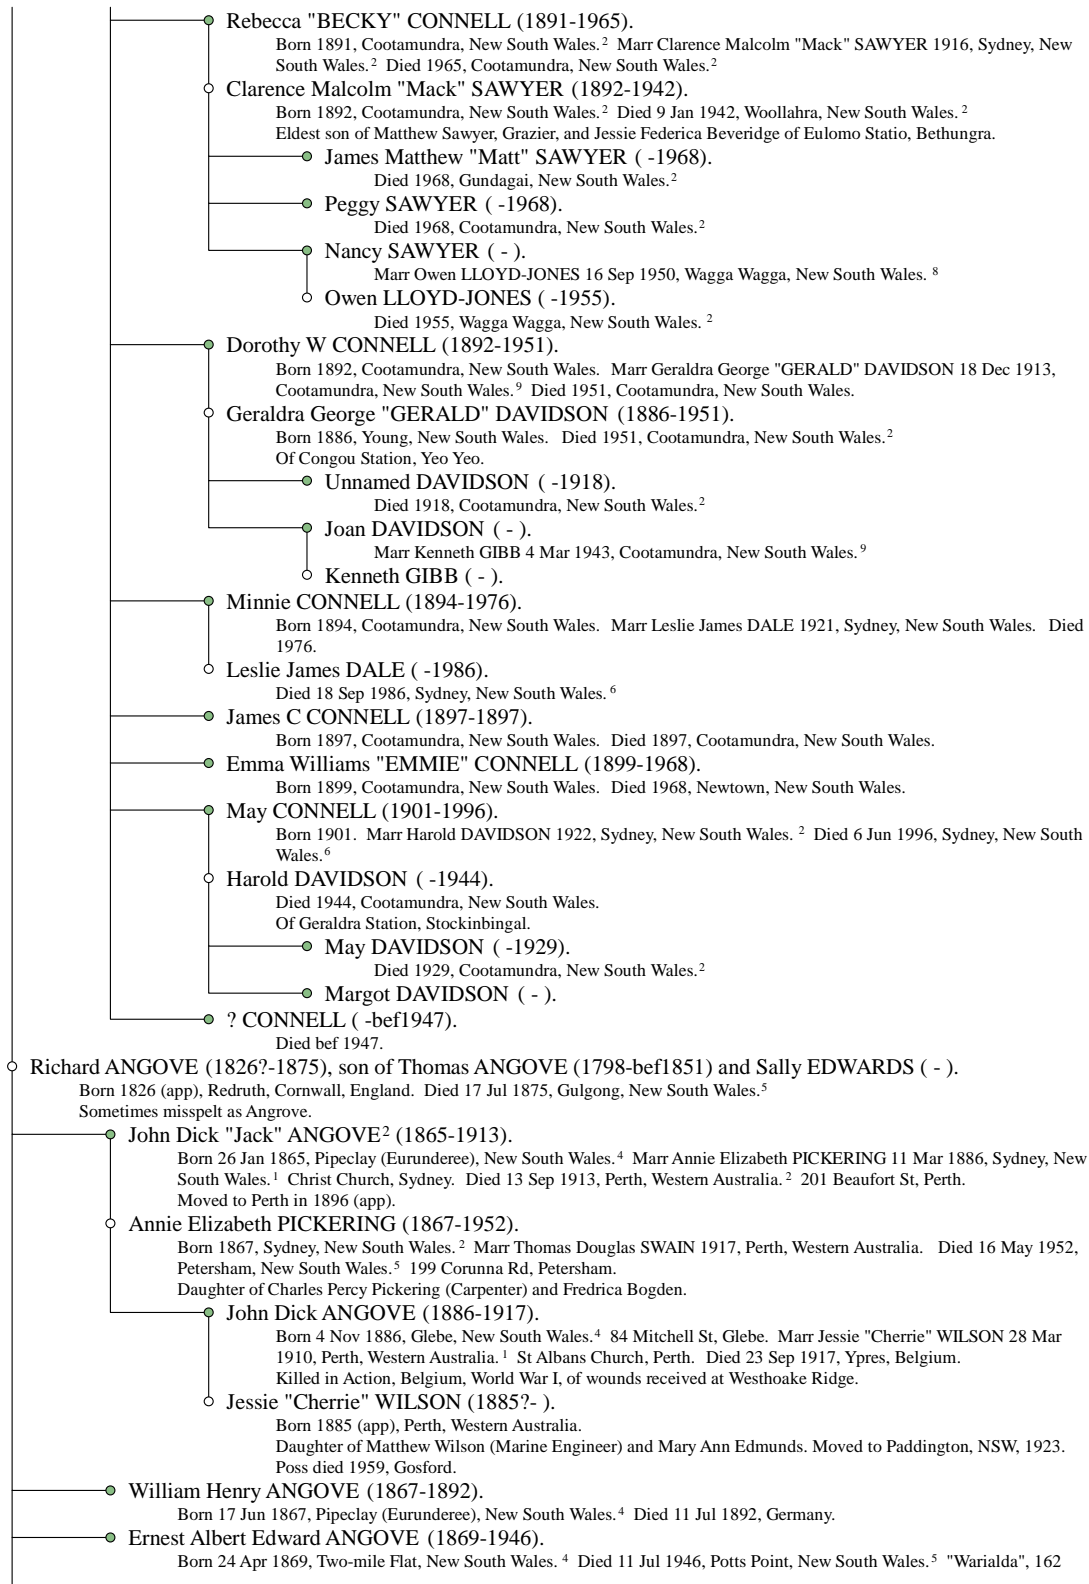 Rebecca "BECKY" CONNELL (1891-1965).
Born 1891, Cootamundra, New South Wales.2 Marr Clarence Malcolm "Mack" SAWYER 1916, Sydney, New
South Wales.2 Died 1965, Cootamundra, New South Wales.2
Clarence Malcolm "Mack" SAWYER (1892-1942).
Born 1892, Cootamundra, New South Wales.2 Died 9 Jan 1942, Woollahra, New South Wales.2
Eldest son of Matthew Sawyer, Grazier, and Jessie Federica Beveridge of Eulomo Statio, Bethungra.
James Matthew "Matt" SAWYER ( -1968).
Died 1968, Gundagai, New South Wales.2
Peggy SAWYER ( -1968).
Died 1968, Cootamundra, New South Wales.2
Nancy SAWYER ( - ).
Marr Owen LLOYD-JONES 16 Sep 1950, Wagga Wagga, New South Wales. 8
Owen LLOYD-JONES ( -1955).
Died 1955, Wagga Wagga, New South Wales. 2
Dorothy W CONNELL (1892-1951).
Born 1892, Cootamundra, New South Wales. Marr Geraldra George "GERALD" DAVIDSON 18 Dec 1913,
Cootamundra, New South Wales.9 Died 1951, Cootamundra, New South Wales.
Geraldra George "GERALD" DAVIDSON (1886-1951).
Born 1886, Young, New South Wales. Died 1951, Cootamundra, New South Wales.2
Of Congou Station, Yeo Yeo.
Unnamed DAVIDSON ( -1918).
Died 1918, Cootamundra, New South Wales.2
Joan DAVIDSON ( - ).
Marr Kenneth GIBB 4 Mar 1943, Cootamundra, New South Wales.9
Kenneth GIBB ( - ).
Minnie CONNELL (1894-1976).
Born 1894, Cootamundra, New South Wales. Marr Leslie James DALE 1921, Sydney, New South Wales. Died
1976.
Leslie James DALE ( -1986).
Died 18 Sep 1986, Sydney, New South Wales.6
James C CONNELL (1897-1897).
Born 1897, Cootamundra, New South Wales. Died 1897, Cootamundra, New South Wales.
Emma Williams "EMMIE" CONNELL (1899-1968).
Born 1899, Cootamundra, New South Wales. Died 1968, Newtown, New South Wales.
May CONNELL (1901-1996).
Born 1901. Marr Harold DAVIDSON 1922, Sydney, New South Wales. 2 Died 6 Jun 1996, Sydney, New South
Wales.6
Harold DAVIDSON ( -1944).
Died 1944, Cootamundra, New South Wales.
Of Geraldra Station, Stockinbingal.
May DAVIDSON ( -1929).
Died 1929, Cootamundra, New South Wales.2
Margot DAVIDSON ( - ).
? CONNELL ( -bef1947).
Died bef 1947.
Richard ANGOVE (1826?-1875), son of Thomas ANGOVE (1798-bef1851) and Sally EDWARDS ( - ).
Born 1826 (app), Redruth, Cornwall, England. Died 17 Jul 1875, Gulgong, New South Wales.5
Sometimes misspelt as Angrove.
John Dick "Jack" ANGOVE2 (1865-1913).
Born 26 Jan 1865, Pipeclay (Eurunderee), New South Wales.4 Marr Annie Elizabeth PICKERING 11 Mar 1886, Sydney, New
South Wales.1 Christ Church, Sydney. Died 13 Sep 1913, Perth, Western Australia.2 201 Beaufort St, Perth.
Moved to Perth in 1896 (app).
Annie Elizabeth PICKERING (1867-1952).
Born 1867, Sydney, New South Wales. 2 Marr Thomas Douglas SWAIN 1917, Perth, Western Australia. Died 16 May 1952,
Petersham, New South Wales.5 199 Corunna Rd, Petersham.
Daughter of Charles Percy Pickering (Carpenter) and Fredrica Bogden.
John Dick ANGOVE (1886-1917).
Born 4 Nov 1886, Glebe, New South Wales.4 84 Mitchell St, Glebe. Marr Jessie "Cherrie" WILSON 28 Mar
1910, Perth, Western Australia.1 St Albans Church, Perth. Died 23 Sep 1917, Ypres, Belgium.
Killed in Action, Belgium, World War I, of wounds received at Westhoake Ridge.
Jessie "Cherrie" WILSON (1885?- ).
Born 1885 (app), Perth, Western Australia.
Daughter of Matthew Wilson (Marine Engineer) and Mary Ann Edmunds. Moved to Paddington, NSW, 1923.
Poss died 1959, Gosford.
William Henry ANGOVE (1867-1892).
Born 17 Jun 1867, Pipeclay (Eurunderee), New South Wales.4 Died 11 Jul 1892, Germany.
Ernest Albert Edward ANGOVE (1869-1946).
Born 24 Apr 1869, Two-mile Flat, New South Wales. 4 Died 11 Jul 1946, Potts Point, New South Wales.5 "Warialda", 162